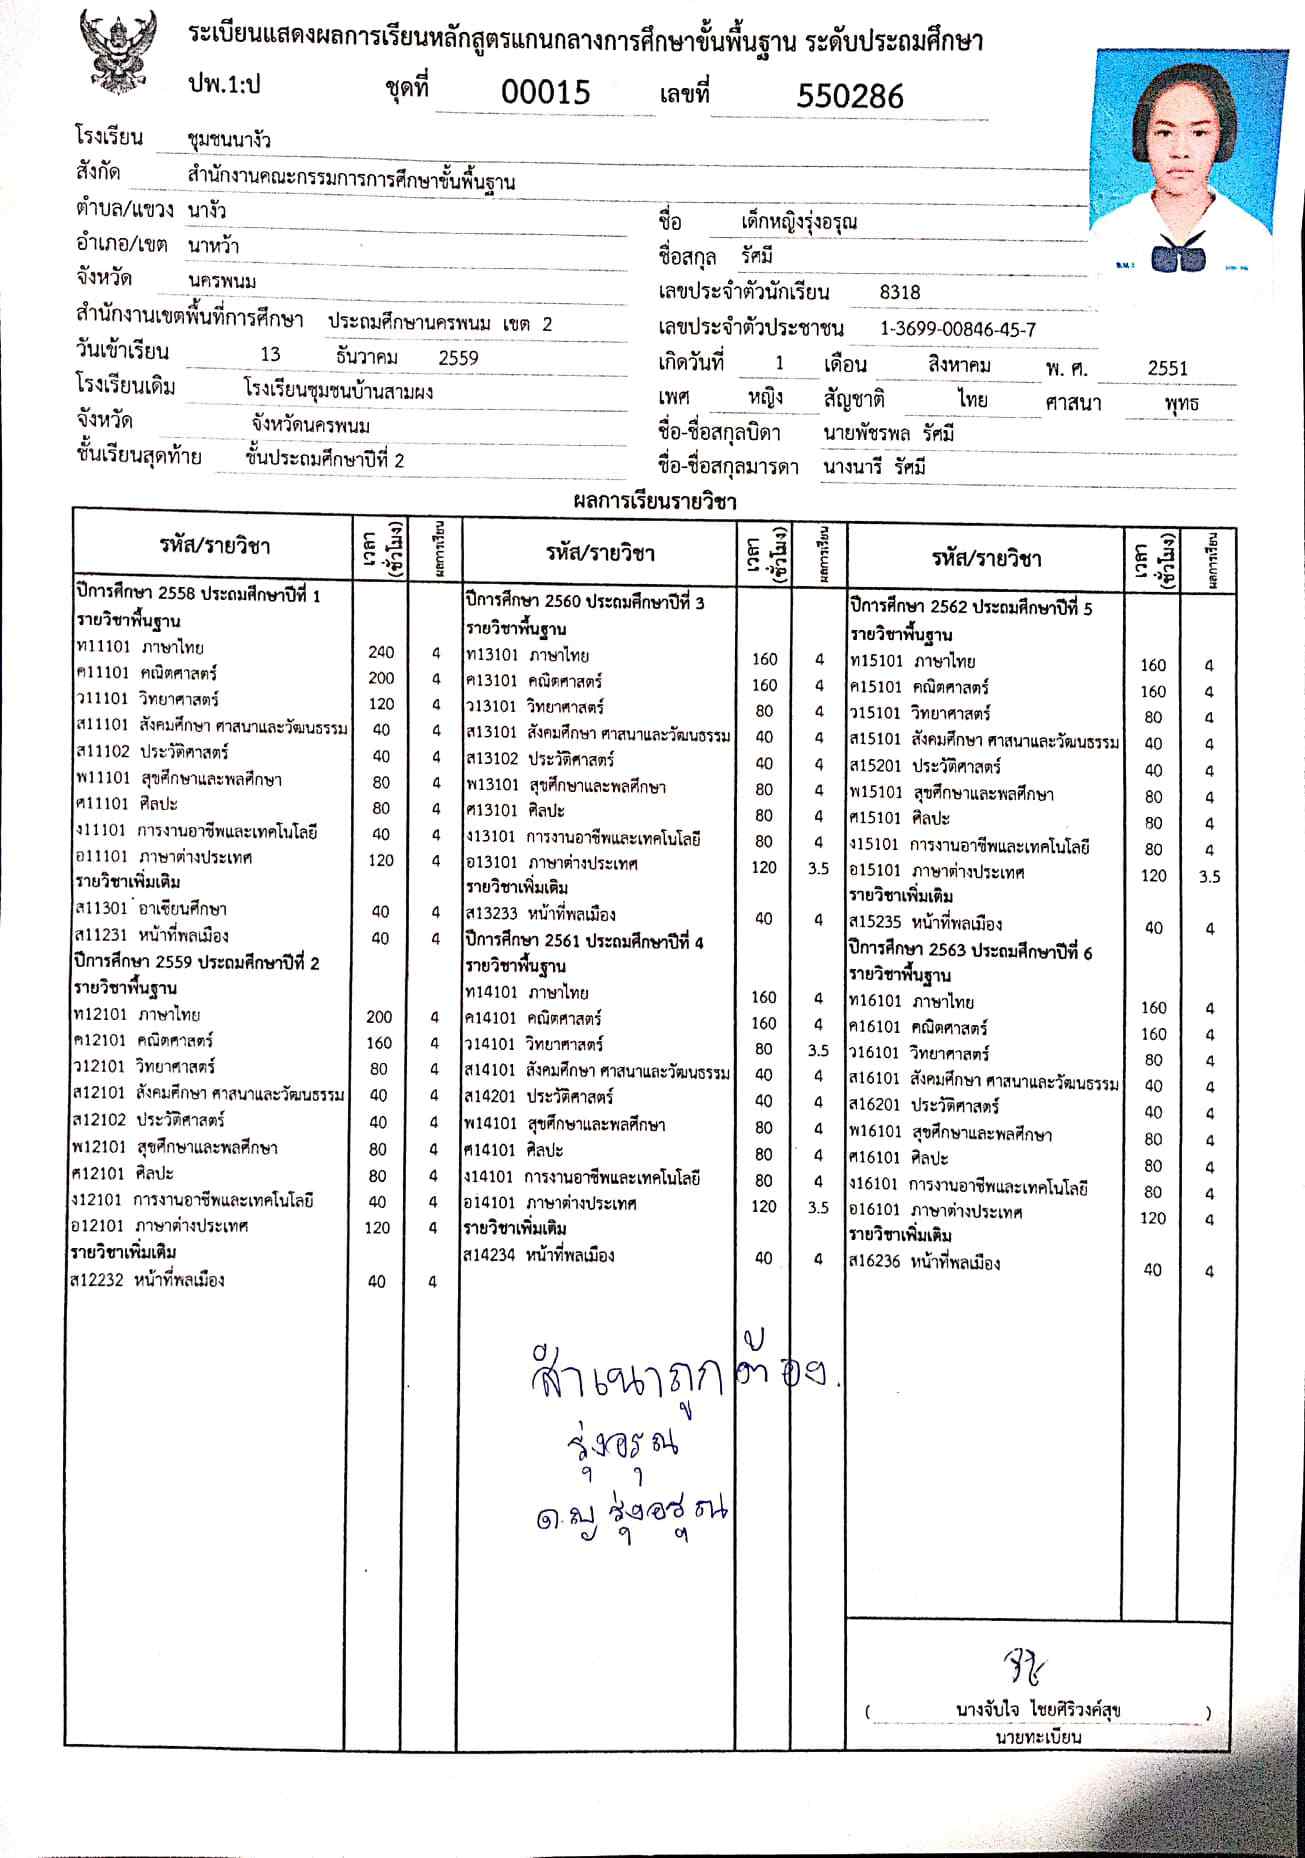 ระเบียนแสดงผลการเรียนหลักสูตรแกนกลางการศึกษาขั้นพื้นฐาน ระดับประถมศึกษา
ปพ.1:ป ชุดที่ 00015 เลขที่ 550286
โรงเรียน ชุมชนนางัว
สังกัด สำนักงานคณะกรรมการการศึกษาขั้นพื้นฐาน
ตำบล/แขวง นางัว
อำเภอ/เขต นาหว้า
จังหวัด นครพนม
สำนักงานเขตพื้นที่การศึกษา ประถมศึกษานครพนม เขต 2
วันเข้าเรียน 13 ธันวาคม 2559
โรงเรียนเดิม โรงเรียนชุมชนบ้านสามผง
จังหวัด จังหวัดนครพนม
ชั้นเรียนสุดท้าย ชั้นประถมศึกษาปีที่ 2
ชื่อ เด็กหญิงรุ่งอรุณ
ชื่อสกุล รัศมี
เลขประจำตัวนักเรียน 8318
เลขประจำตัวประชาชน 1-3699-00846-45-7
เกิดวันที่ 1 เดือน สิงหาคม พ. ศ. 2551
เพศ หญิง สัญชาติ ไทย ศาสนา พุทธ
ชื่อ-ชื่อสกุลบิดา นายพัชรพล รัศมี
ชื่อ-ชื่อสกุลมารดา นางนารี รัศมี
ผลการเรียนรายวิชา
รหัส/รายวิชา เวลา (ชั่วโมง) ผลการเรียน
ปีการศึกษา 2558 ประถมศึกษาปีที่ 1
รายวิชาพื้นฐาน
ท11101 ภาษาไทย 240 4
ค11101 คณิตศาสตร์ 200 4
ว11101 วิทยาศาสตร์ 120 4
ส11101 สังคมศึกษา ศาสนาและวัฒนธรรม 40 4
ส11102 ประวัติศาสตร์ 40 4
พ11101 สุขศึกษาและพลศึกษา 80 4
ศ11101 ศิลปะ 80 4
ง11101 การงานอาชีพและเทคโนโลยี 40 4
อ11101 ภาษาต่างประเทศ 120 4
รายวิชาเพิ่มเติม
ส11301 อาเซียนศึกษา 40 4
ส11231 หน้าที่พลเมือง 40 4
ปีการศึกษา 2559 ประถมศึกษาปีที่ 2
รายวิชาพื้นฐาน
ท12101 ภาษาไทย 200 4
ค12101 คณิตศาสตร์ 160 4
ว12101 วิทยาศาสตร์ 80 4
ส12101 สังคมศึกษา ศาสนาและวัฒนธรรม 40 4
ส12102 ประวัติศาสตร์ 40 4
พ12101 สุขศึกษาและพลศึกษา 80 4
ศ12101 ศิลปะ 80 4
ง12101 การงานอาชีพและเทคโนโลยี 40 4
อ12101 ภาษาต่างประเทศ 120 4
รายวิชาเพิ่มเติม
ส12232 หน้าที่พลเมือง 40 4
รหัส/รายวิชา เวลา (ชั่วโมง) ผลการเรียน
ปีการศึกษา 2560 ประถมศึกษาปีที่ 3
รายวิชาพื้นฐาน
ท13101 ภาษาไทย 160 4
ค13101 คณิตศาสตร์ 160 4
ว13101 วิทยาศาสตร์ 80 4
ส13101 สังคมศึกษา ศาสนาและวัฒนธรรม 40 4
ส13102 ประวัติศาสตร์ 40 4
พ13101 สุขศึกษาและพลศึกษา 80 4
ศ13101 ศิลปะ 80 4
ง13101 การงานอาชีพและเทคโนโลยี 80 4
อ13101 ภาษาต่างประเทศ 120 3.5
รายวิชาเพิ่มเติม
ส13233 หน้าที่พลเมือง 40 4
ปีการศึกษา 2561 ประถมศึกษาปีที่ 4
รายวิชาพื้นฐาน
ท14101 ภาษาไทย 160 4
ค14101 คณิตศาสตร์ 160 4
ว14101 วิทยาศาสตร์ 80 3.5
ส14101 สังคมศึกษา ศาสนาและวัฒนธรรม 40 4
ส14201 ประวัติศาสตร์ 40 4
พ14101 สุขศึกษาและพลศึกษา 80 4
ศ14101 ศิลปะ 80 4
ง14101 การงานอาชีพและเทคโนโลยี 80 4
อ14101 ภาษาต่างประเทศ 120 3.5
รายวิชาเพิ่มเติม
ส14234 หน้าที่พลเมือง 40 4
สำเนาถูกต้อง.
รุ่งอรุณ
ด.ญ รุ่งอรุณ
รหัส/รายวิชา เวลา (ชั่วโมง) ผลการเรียน
ปีการศึกษา 2562 ประถมศึกษาปีที่ 5
รายวิชาพื้นฐาน
ท15101 ภาษาไทย 160 4
ค15101 คณิตศาสตร์ 160 4
ว15101 วิทยาศาสตร์ 80 4
ส15101 สังคมศึกษา ศาสนาและวัฒนธรรม 40 4
ส15201 ประวัติศาสตร์ 40 4
พ15101 สุขศึกษาและพลศึกษา 80 4
ศ15101 ศิลปะ 80 4
ง15101 การงานอาชีพและเทคโนโลยี 80 4
อ15101 ภาษาต่างประเทศ 120 3.5
รายวิชาเพิ่มเติม
ส15235 หน้าที่พลเมือง 40 4
ปีการศึกษา 2563 ประถมศึกษาปีที่ 6
รายวิชาพื้นฐาน
ท16101 ภาษาไทย 160 4
ค16101 คณิตศาสตร์ 160 4
ว16101 วิทยาศาสตร์ 80 4
ส16101 สังคมศึกษา ศาสนาและวัฒนธรรม 40 4
ส16201 ประวัติศาสตร์ 40 4
พ16101 สุขศึกษาและพลศึกษา 80 4
ศ16101 ศิลปะ 80 4
ง16101 การงานอาชีพและเทคโนโลยี 80 4
อ16101 ภาษาต่างประเทศ 120 4
รายวิชาเพิ่มเติม
ส16236 หน้าที่พลเมือง 40 4
( นางจับใจ ไชยศิริวงค์สุข )
นายทะเบียน